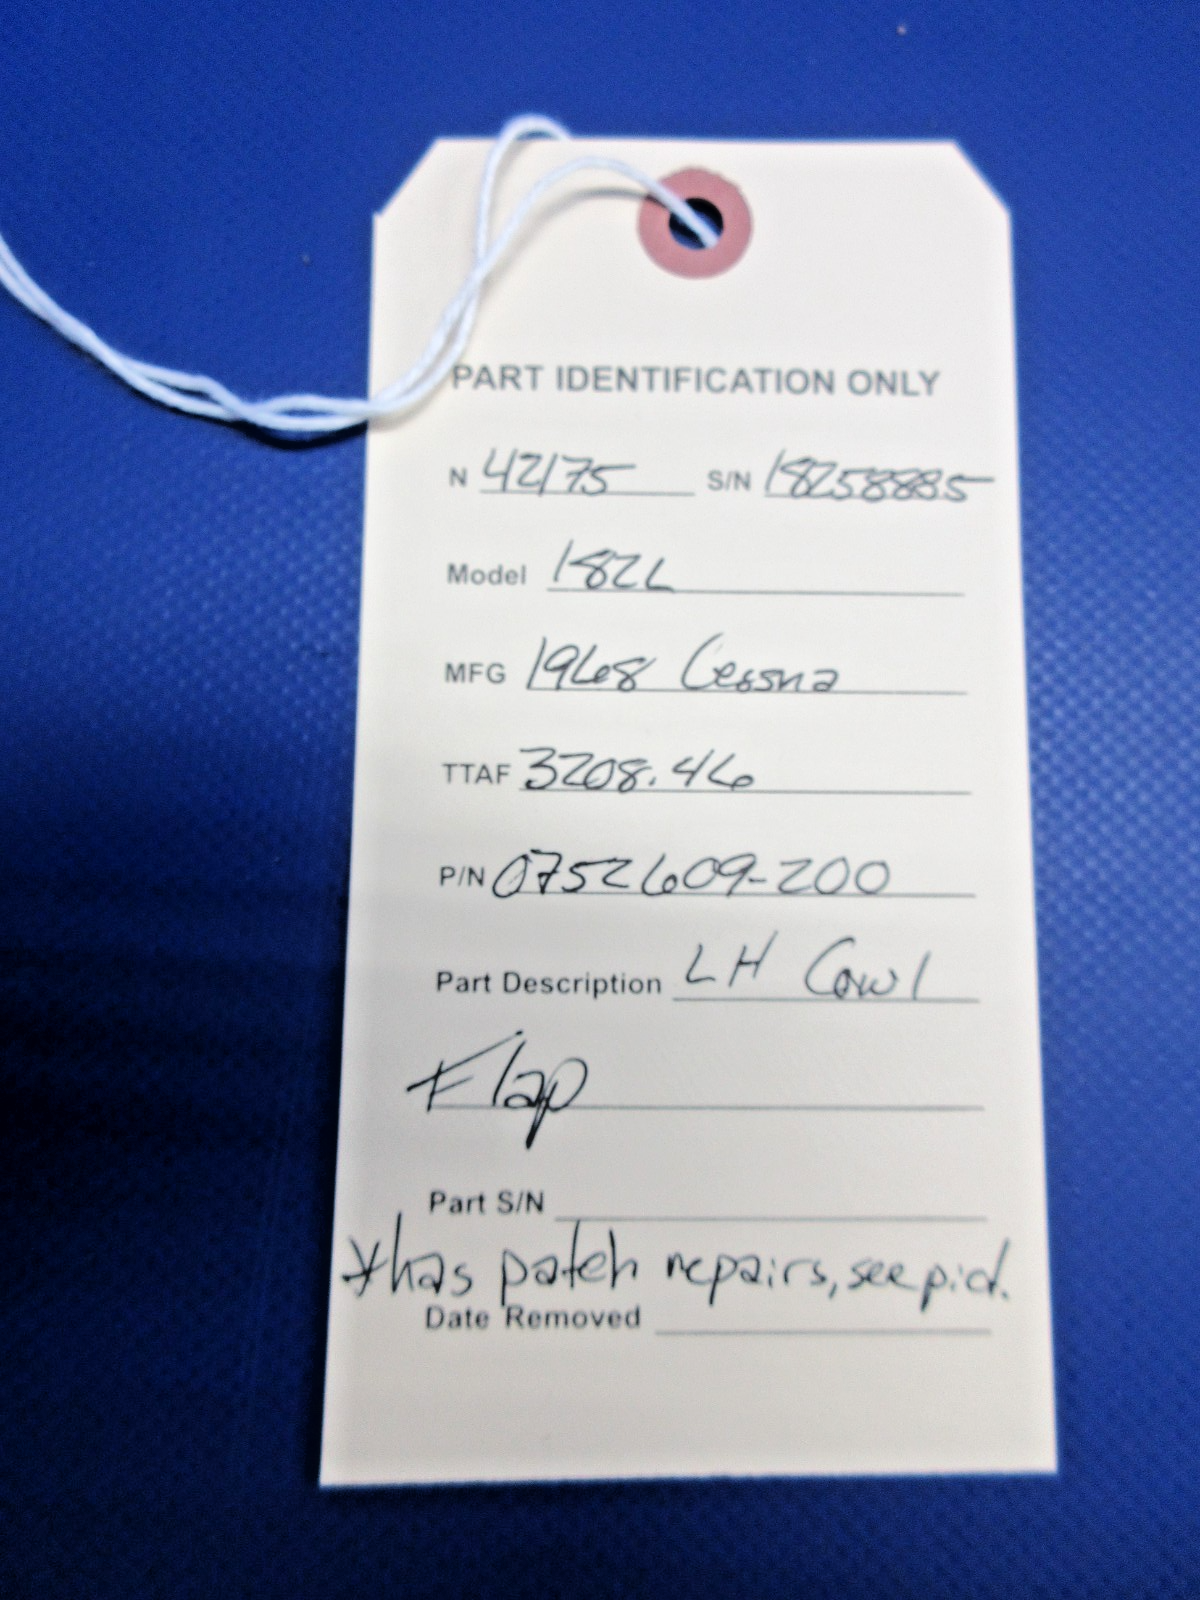 PART IDENTIFICATION ONLY
N 42175 S/N 18258885
Model 182L
MFG 1968 Cessna
TTAF 3208.46
P/N 0752609-200
Part Description LH Cowl
Flap
Part S/N
*has patch repairs, see pict.
Date Removed